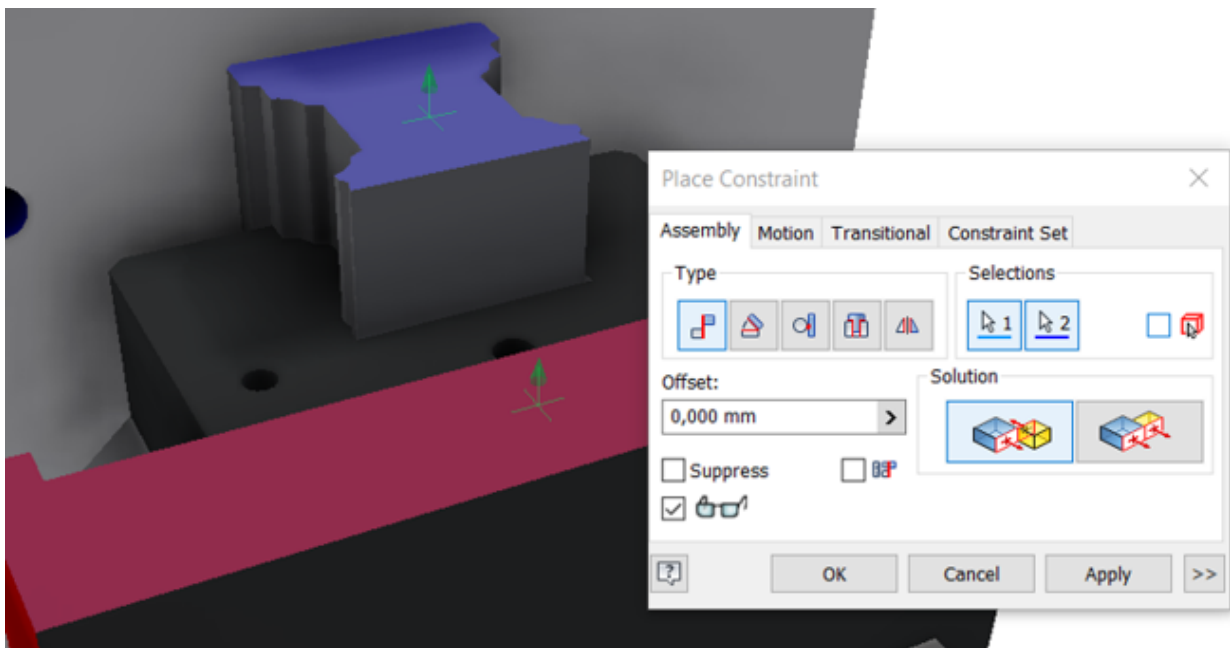 Place Constraint
Assembly Motion Transitional Constraint Set
Type
Selections
1 2
Offset:
Solution
0,000 mm
Suppress
? OK Cancel Apply >>